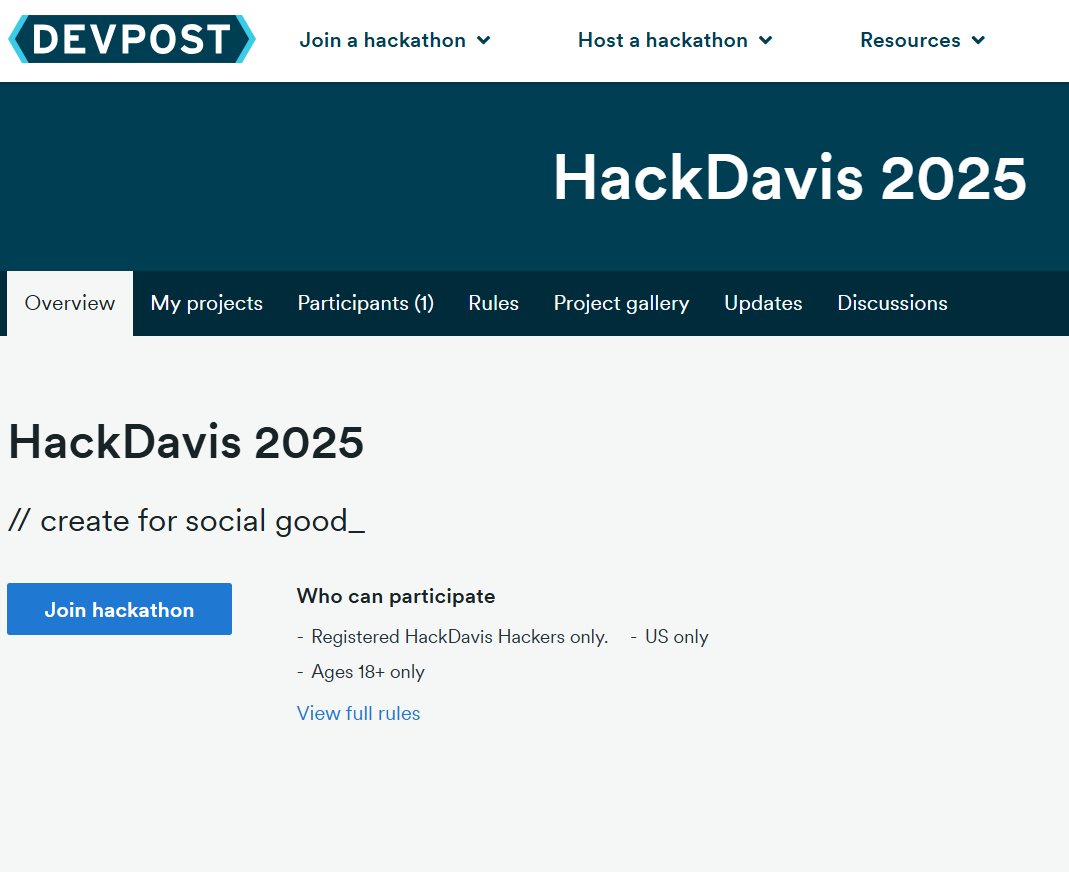 DEVPOST Join a hackathon Host a hackathon Resources
HackDavis 2025
Overview My projects Participants (1) Rules Project gallery Updates Discussions
HackDavis 2025
// create for social good_
Join hackathon
Who can participate
- Registered HackDavis Hackers only. - US only
- Ages 18+ only
View full rules